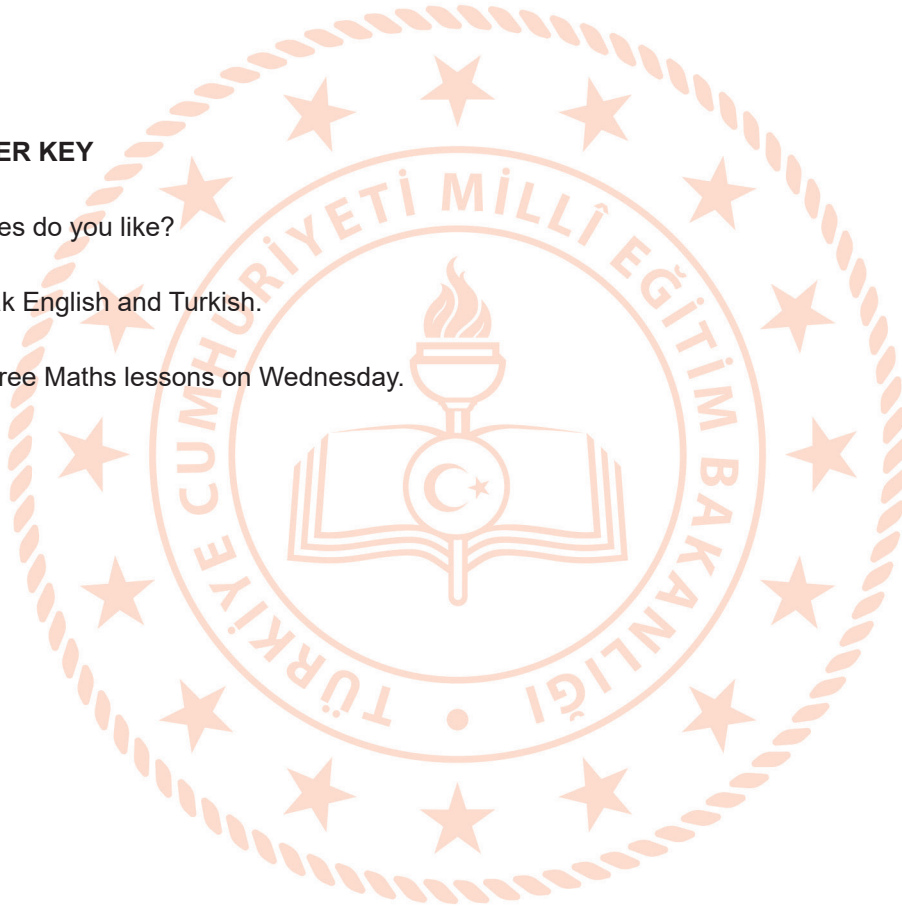 ER KEY
es do you like?
k English and Turkish.
ree Maths lessons on Wednesday.
TÜRKİYE CUMHURİYETİ MİLLÎ EĞİTİM BAKANLIĞI